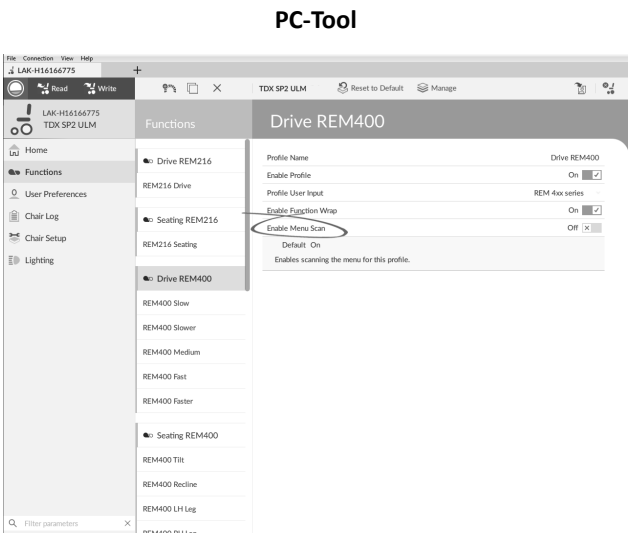 PC-Tool
File Connection View Help
LAK-H16166775
Read Write
TDX SP2 ULM Reset to Default Manage
LAK-H16166775
TDX SP2 ULM
Home
Functions
User Preferences
Chair Log
Chair Setup
Lighting
Filter parameters
Functions
Drive REM216
REM216 Drive
Seating REM216
REM216 Seating
Drive REM400
REM400 Slow
REM400 Slower
REM400 Medium
REM400 Fast
REM400 Faster
Seating REM400
REM400 Tilt
REM400 Recline
REM400 LH Leg
REM400 RH Leg
Drive REM400
Profile Name Drive REM400
Enable Profile On
Profile User Input REM 4xx series
Enable Function Wrap On
Enable Menu Scan Off
Default On
Enables scanning the menu for this profile.